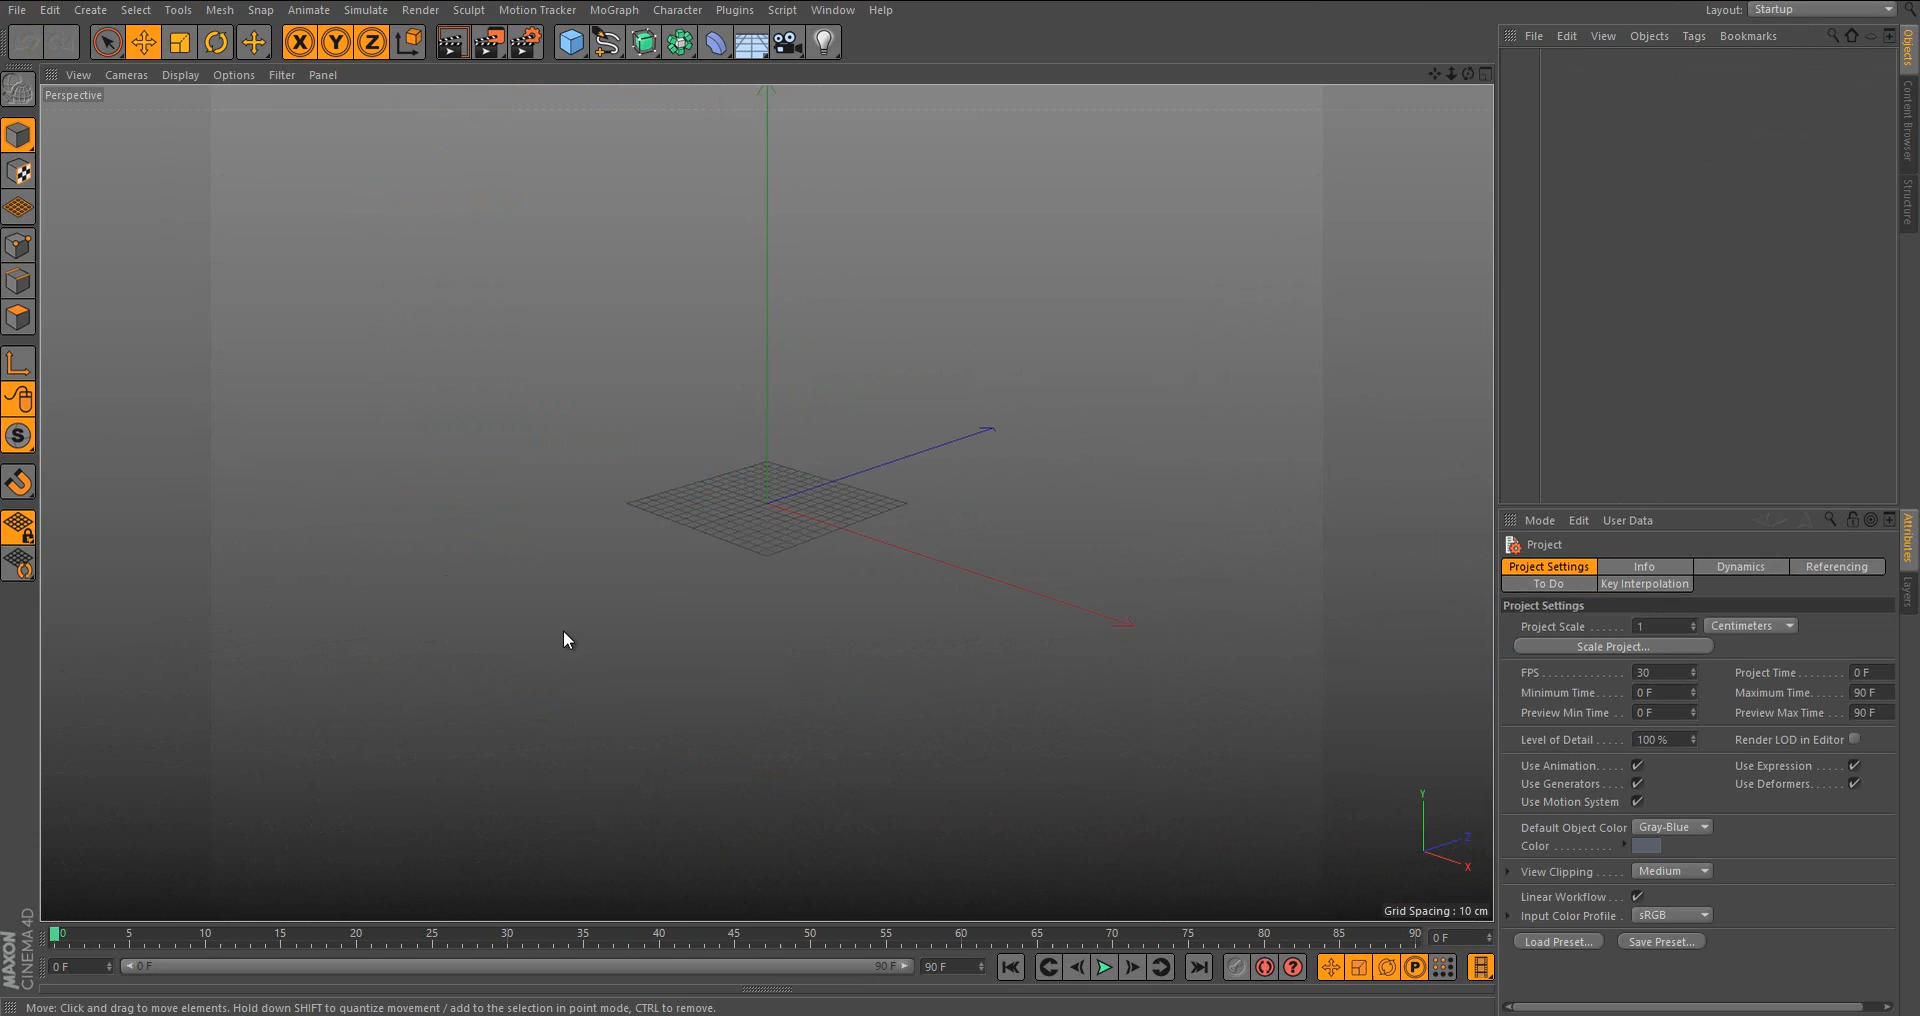 File Edit Create Select Tools Mesh Snap Animate Simulate Render Sculpt Motion Tracker MoGraph Character Plugins Script Window Help
Layout: Startup
File Edit View Objects Tags Bookmarks
Objects
Content Browser
Structure
X Y Z
View Cameras Display Options Filter Panel
Perspective
S
Mode Edit User Data
Attributes
Layers
Project
Project Settings Info Dynamics Referencing
To Do Key Interpolation
Project Settings
Project Scale ...... 1 Centimeters
Scale Project...
FPS.............. 30 Project Time ........ 0 F
Minimum Time..... 0 F Maximum Time...... 90 F
Preview Min Time .. 0 F Preview Max Time ... 90 F
Level of Detail ..... 100 % Render LOD in Editor
Use Animation..... Use Expression .....
Use Generators.... Use Deformers......
Use Motion System
Default Object Color Gray-Blue
Color ..........
View Clipping ..... Medium
Linear Workflow ..
Input Color Profile . sRGB
Load Preset... Save Preset...
Y
Z
X
Grid Spacing : 10 cm
0 5 10 15 20 25 30 35 40 45 50 55 60 65 70 75 80 85 90 0 F
0 F 0 F 90 F 90 F
? P
MAXON
CINEMA 4D
Move: Click and drag to move elements. Hold down SHIFT to quantize movement / add to the selection in point mode, CTRL to remove.